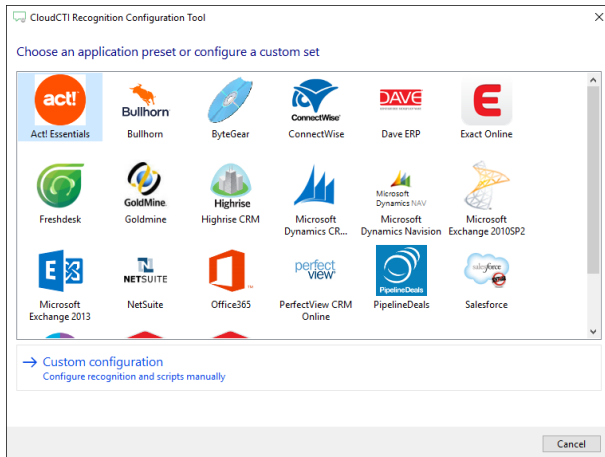 CloudCTI Recognition Configuration Tool
Choose an application preset or configure a custom set
act!
Bullhorn
ConnectWise
DAVE
E
Act! Essentials
Bullhorn
ByteGear
ConnectWise
Dave ERP
Exact Online
GoldMine
Highrise
Microsoft
Dynamics NAV
Freshdesk
Goldmine
Highrise CRM
Microsoft
Dynamics CR...
Microsoft
Dynamics Navision
Microsoft
Exchange 2010SP2
E
N
NETSUITE
perfect
view
PipelineDeals
salesforce
Microsoft
Exchange 2013
NetSuite
Office365
PerfectView CRM
Online
PipelineDeals
Salesforce
Custom configuration
Configure recognition and scripts manually
Cancel